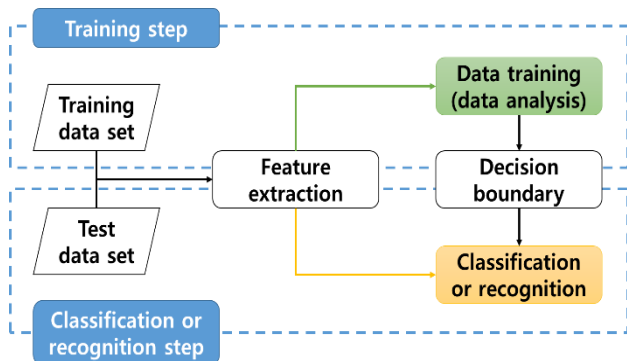 Training step
Training
data set
Data training
(data analysis)
Feature
extraction
Decision
boundary
Test
data set
Classification
or recognition
Classification or
recognition step